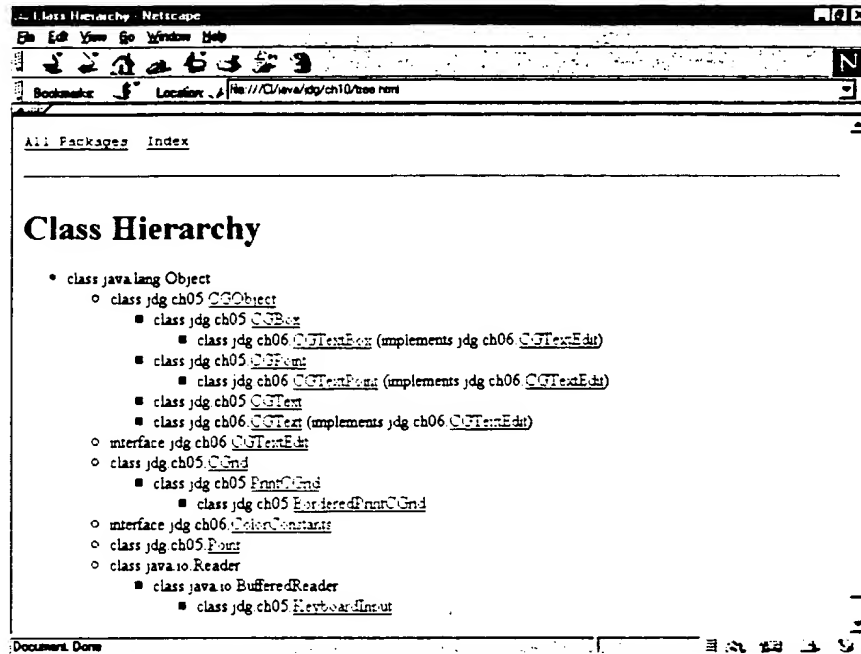 Class Hierarchy - Netscape
File Edit View Go Window Help
Bookmarks Location file:///C|/java/jdg/ch10/tree.html
All Packages Index
Class Hierarchy
• class java.lang.Object
○ class jdg.ch05.CGObject
■ class jdg.ch05.CGBox
■ class jdg.ch06.CGTextBox (implements jdg.ch06.CGTextEdit)
■ class jdg.ch05.CGPoint
■ class jdg.ch06.CGTextPoint (implements jdg.ch06.CGTextEdit)
■ class jdg.ch05.CGText
■ class jdg.ch06.CGText (implements jdg.ch06.CGTextEdit)
○ interface jdg.ch06.CGTextEdit
○ class jdg.ch05.CGrid
■ class jdg.ch05.PrintCGrid
■ class jdg.ch05.BorderedPrintCGrid
○ interface jdg.ch06.ColorConstants
○ class jdg.ch05.Point
○ class java.io.Reader
■ class java.io.BufferedReader
■ class jdg.ch05.KeyboardInput
Document: Done